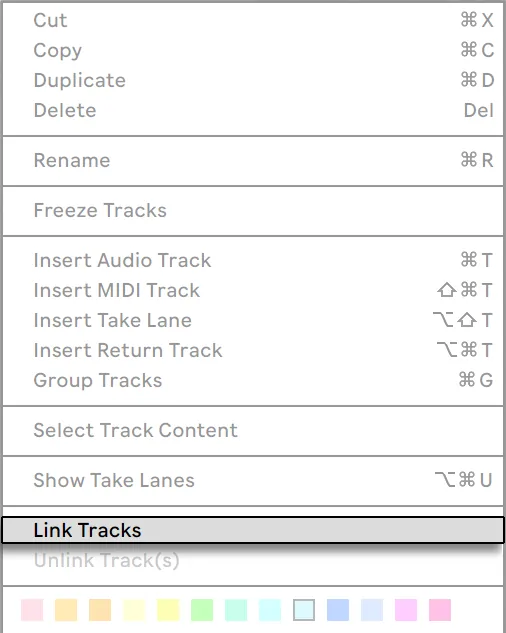 Cut ⌘X
Copy ⌘C
Duplicate ⌘D
Delete Del
Rename ⌘R
Freeze Tracks
Insert Audio Track ⌘T
Insert MIDI Track ⇧⌘T
Insert Take Lane ⌥⇧T
Insert Return Track ⌥⌘T
Group Tracks ⌘G
Select Track Content
Show Take Lanes ⌥⌘U
Link Tracks
Unlink Track(s)